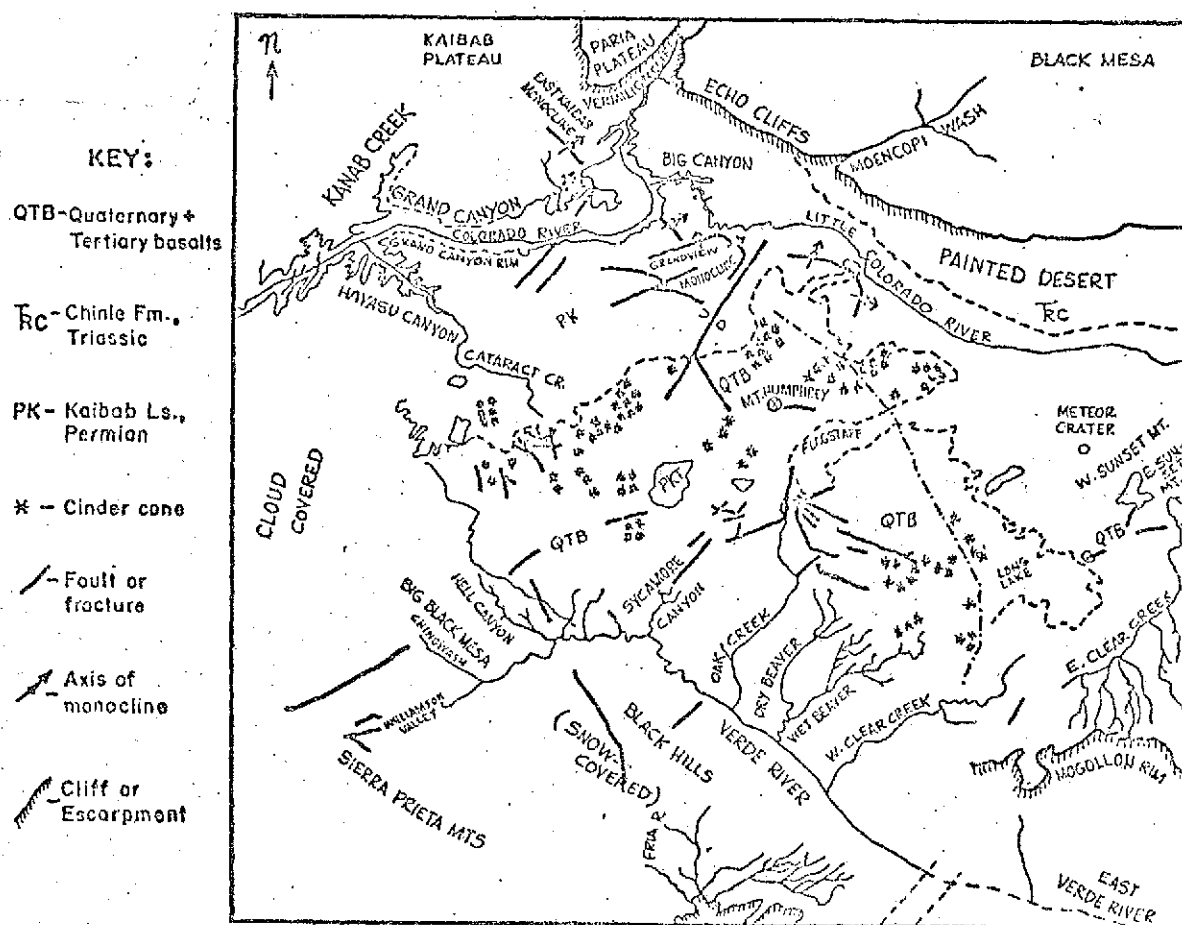 KEY:
QTB-Quaternary +
Tertiary basalts
TRC - Chinle Fm.,
Triassic
PK - Kaibab Ls.,
Permian
* - Cinder cone
- Fault or
fracture
- Axis of
monocline
- Cliff or
Escarpment
n
KAIBAB
PLATEAU
PARIA
PLATEAU
BLACK MESA
ECHO CLIFFS
MOENCOPI WASH
EAST KAIBAB
MONOCLINE
KANAB CREEK
BIG CANYON
GRAND CANYON
COLORADO RIVER
GRAND CANYON RIM
GRANDVIEW
MONOCLINE
LITTLE
COLORADO RIVER
PAINTED DESERT
TRC
HAVASU CANYON
PK
U
D
CATARACT CR.
QTB
MT. HUMPHREY
METEOR
CRATER
W. SUNSET MT.
FLAGSTAFF
CLOUD
COVERED
PKT
QTB
QTB
QTB
LONG
LAKE
HELL CANYON
BIG BLACK MESA
CHINO WASH
SYCAMORE
CANYON
OAK CREEK
DRY BEAVER
WET BEAVER
E. CLEAR CREEK
W. CLEAR CREEK
WILLIAMSON
VALLEY
SIERRA PRIETA MTS
BLACK HILLS
(SNOW-
COVERED)
VERDE RIVER
MOGOLLON RIM
FRIA R.
EAST
VERDE RIVER